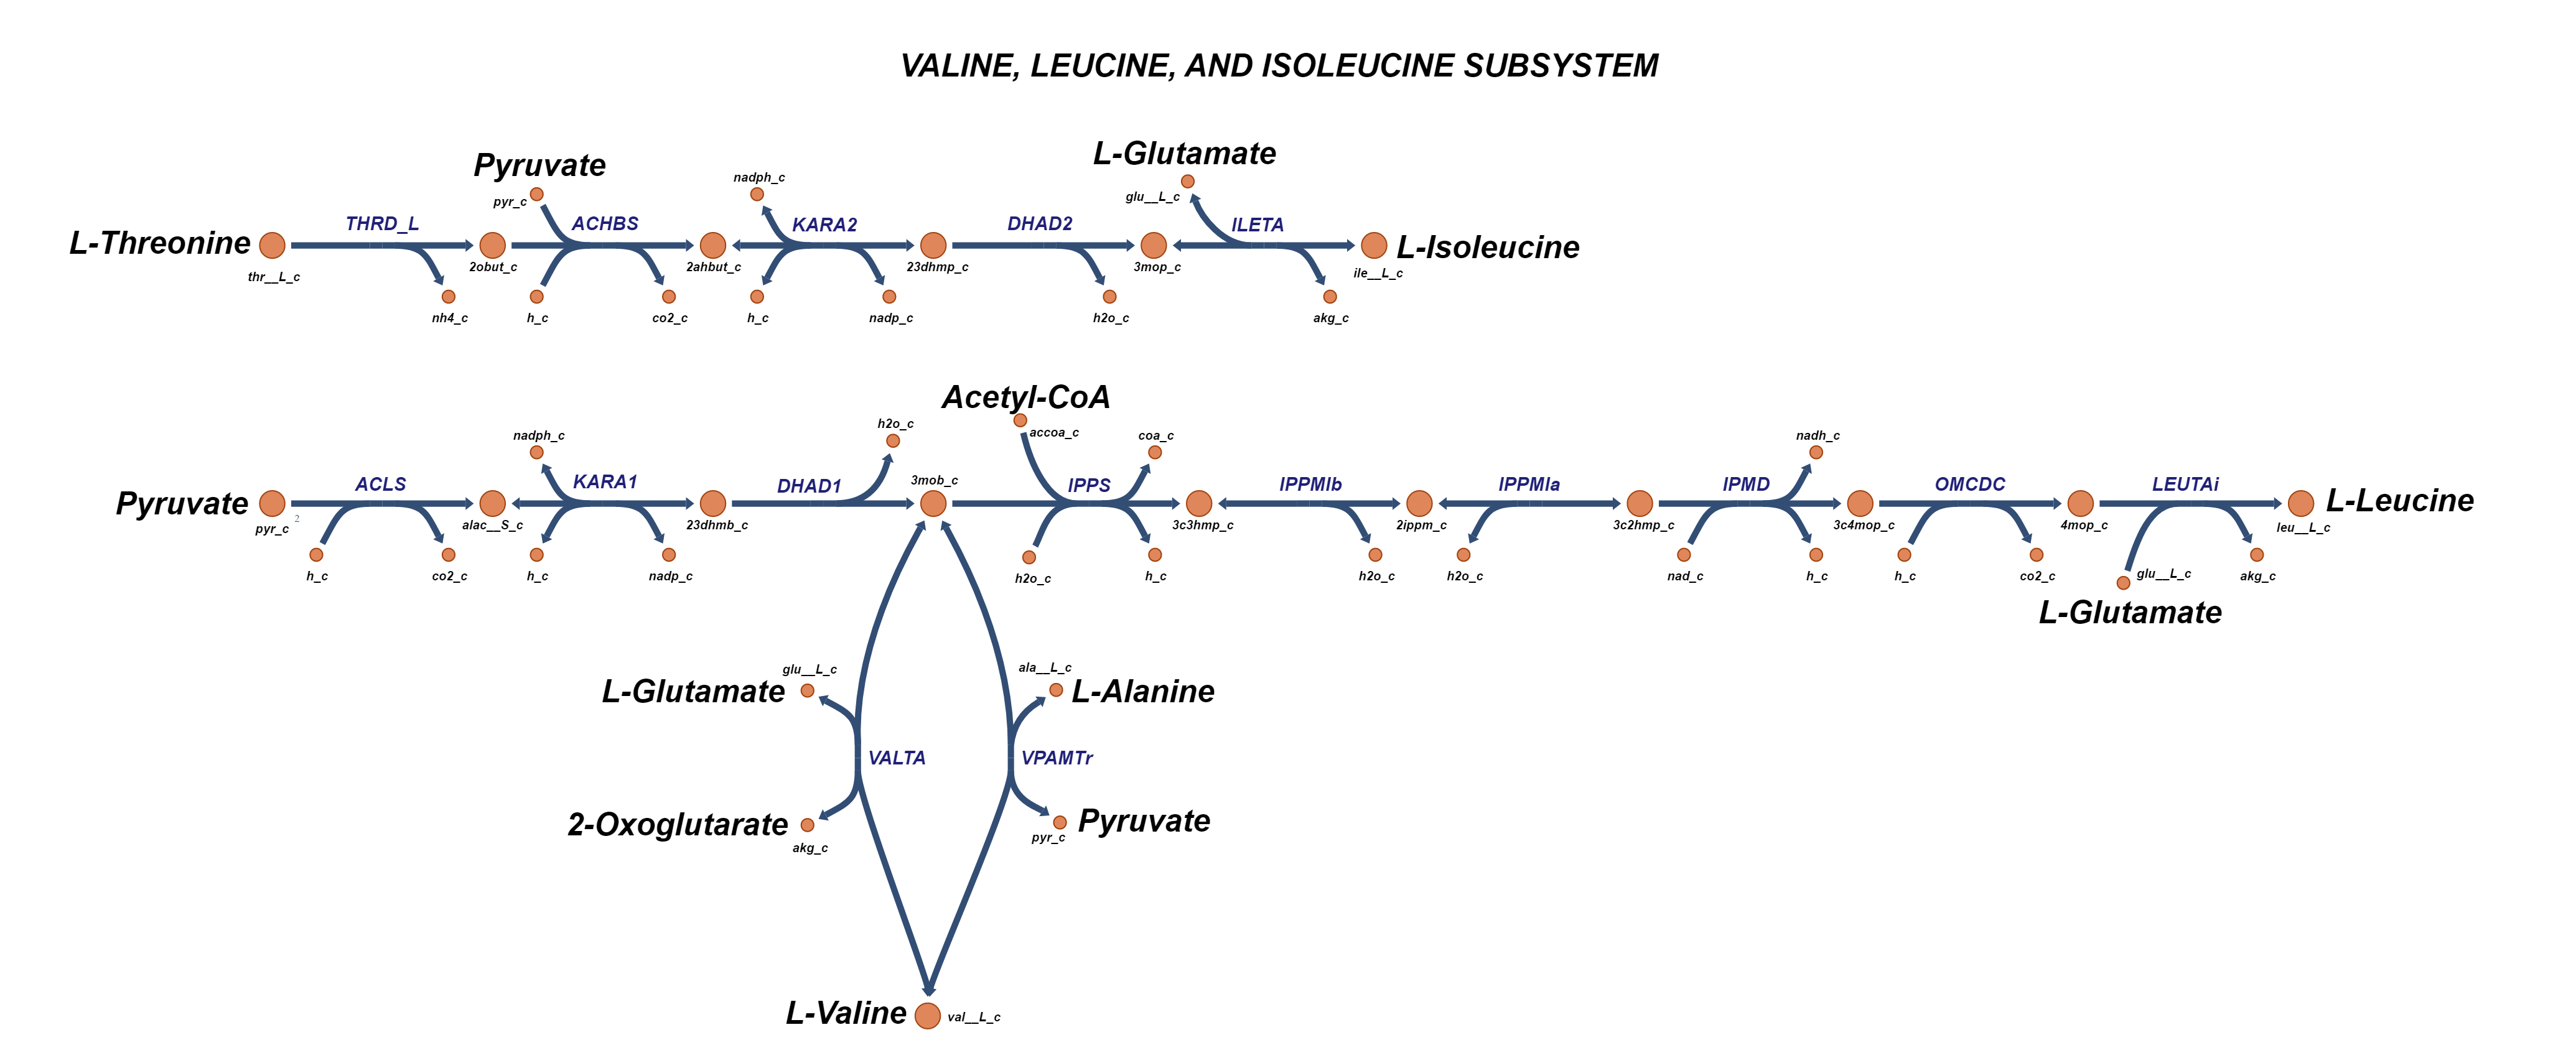 VALINE, LEUCINE, AND ISOLEUCINE SUBSYSTEM
L-Glutamate
Pyruvate
nadph_c
glu__L_c
pyr_c
THRD_L
ACHBS
KARA2
DHAD2
ILETA
L-Threonine
L-Isoleucine
thr__L_c
2obut_c
2ahbut_c
23dhmp_c
3mop_c
ile__L_c
nh4_c
h_c
co2_c
h_c
nadp_c
h2o_c
akg_c
Acetyl-CoA
h2o_c
accoa_c
nadph_c
coa_c
nadh_c
3mob_c
ACLS
KARA1
DHAD1
IPPS
IPPMIb
IPPMIa
IPMD
OMCDC
LEUTAi
Pyruvate
L-Leucine
pyr_c
2
alac__S_c
23dhmb_c
3c3hmp_c
2ippm_c
3c2hmp_c
3c4mop_c
4mop_c
leu__L_c
h_c
co2_c
h_c
nadp_c
h2o_c
h_c
h2o_c
h2o_c
nad_c
h_c
h_c
co2_c
glu__L_c
akg_c
L-Glutamate
glu__L_c
ala__L_c
L-Glutamate
L-Alanine
VALTA
VPAMTr
2-Oxoglutarate
Pyruvate
akg_c
pyr_c
L-Valine
val__L_c